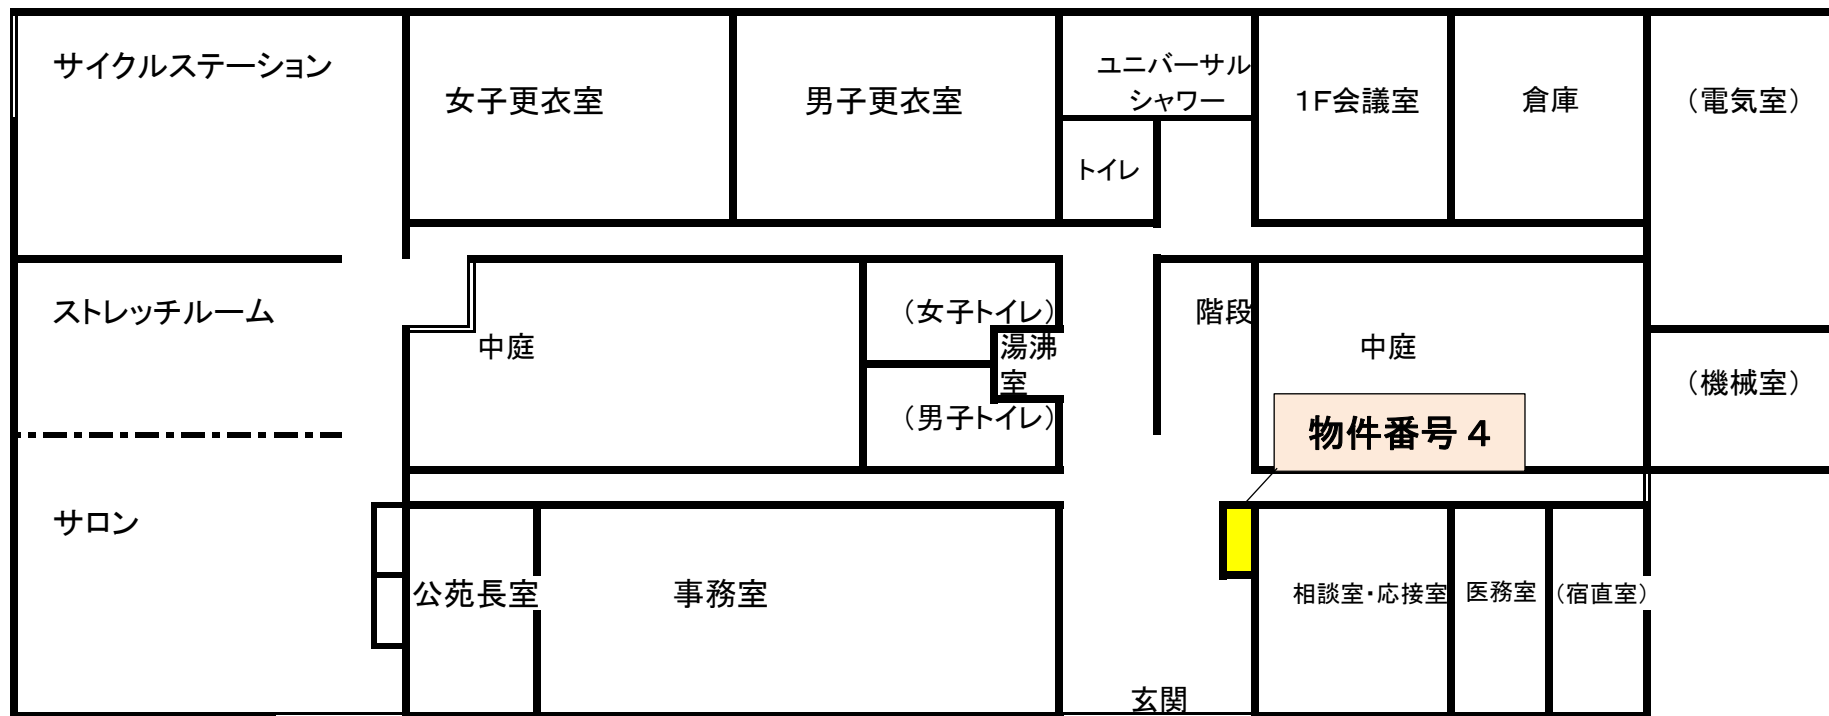 サイクルステーション
女子更衣室
男子更衣室
ユニバーサル
シャワー
1F会議室
倉庫
（電気室）
トイレ
ストレッチルーム
中庭
（女子トイレ）
湯沸
室
（男子トイレ）
階段
中庭
（機械室）
物件番号４
サロン
公苑長室
事務室
相談室・応接室
医務室
（宿直室）
玄関